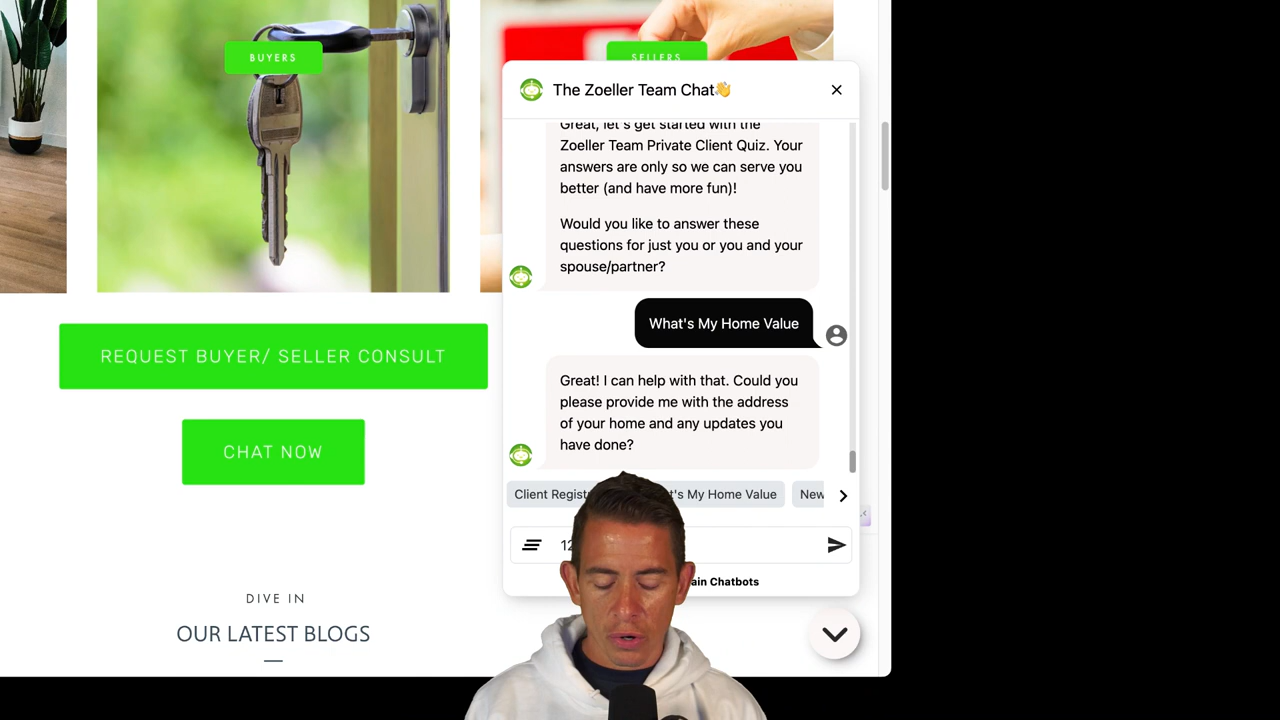 BUYERS
SELLERS
The Zoeller Team Chat👋
Great, let's get started with the
Zoeller Team Private Client Quiz. Your
answers are only so we can serve you
better (and have more fun)!
Would you like to answer these
questions for just you or you and your
spouse/partner?
What's My Home Value
Great! I can help with that. Could you
please provide me with the address
of your home and any updates you
have done?
Client Regist
t's My Home Value
New
12
ain Chatbots
REQUEST BUYER/ SELLER CONSULT
CHAT NOW
DIVE IN
OUR LATEST BLOGS